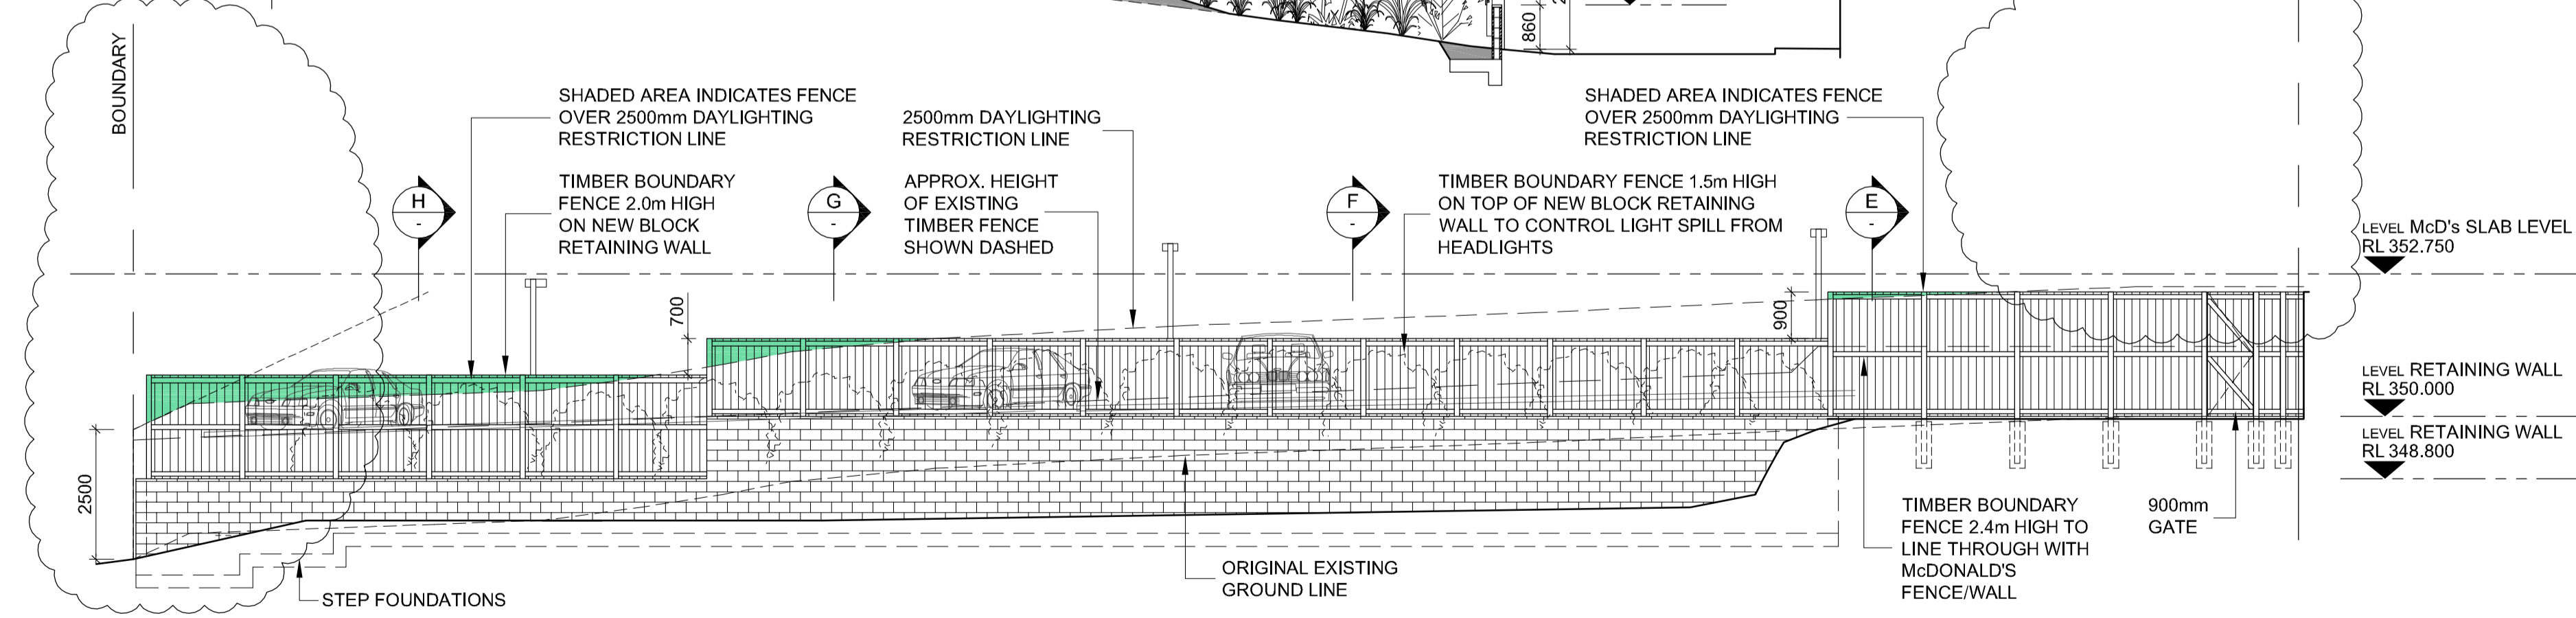 860
BOUNDARY
SHADED AREA INDICATES FENCE
OVER 2500mm DAYLIGHTING
RESTRICTION LINE
2500mm DAYLIGHTING
RESTRICTION LINE
SHADED AREA INDICATES FENCE
OVER 2500mm DAYLIGHTING
RESTRICTION LINE
H
-
TIMBER BOUNDARY
FENCE 2.0m HIGH
ON NEW BLOCK
RETAINING WALL
G
-
APPROX. HEIGHT
OF EXISTING
TIMBER FENCE
SHOWN DASHED
F
-
TIMBER BOUNDARY FENCE 1.5m HIGH
ON TOP OF NEW BLOCK RETAINING
WALL TO CONTROL LIGHT SPILL FROM
HEADLIGHTS
E
-
LEVEL McD's SLAB LEVEL
RL 352.750
700
900
LEVEL RETAINING WALL
RL 350.000
LEVEL RETAINING WALL
RL 348.800
2500
TIMBER BOUNDARY
FENCE 2.4m HIGH TO
LINE THROUGH WITH
McDONALD'S
FENCE/WALL
900mm
GATE
ORIGINAL EXISTING
GROUND LINE
STEP FOUNDATIONS